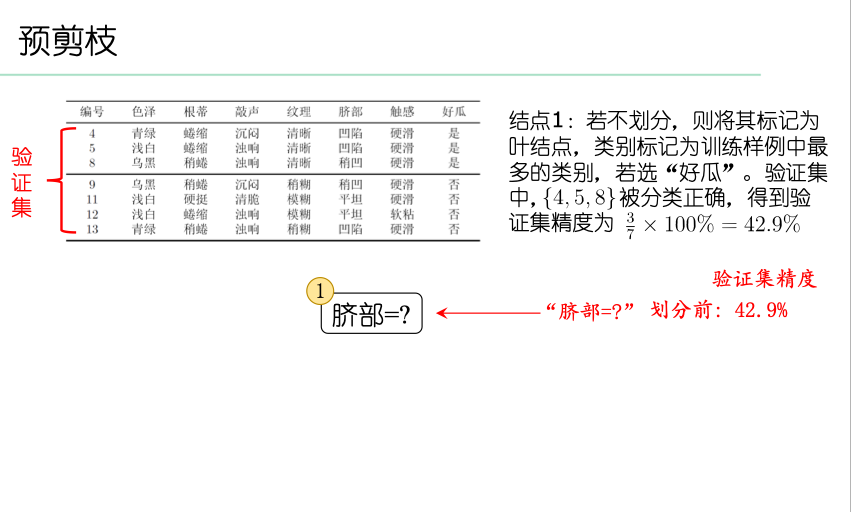 预剪枝
编号 色泽 根蒂 敲声 纹理 脐部 触感 好瓜
4 青绿 蜷缩 沉闷 清晰 凹陷 硬滑 是
5 浅白 蜷缩 浊响 清晰 凹陷 硬滑 是
8 乌黑 稍蜷 浊响 清晰 稍凹 硬滑 是
9 乌黑 稍蜷 沉闷 稍糊 稍凹 硬滑 否
11 浅白 硬挺 清脆 模糊 平坦 硬滑 否
12 浅白 蜷缩 浊响 模糊 平坦 软粘 否
13 青绿 稍蜷 浊响 稍糊 凹陷 硬滑 否
验
证
集
结点1：若不划分，则将其标记为
叶结点，类别标记为训练样例中最
多的类别，若选“好瓜”。验证集
中，{4, 5, 8}被分类正确，得到验
证集精度为 3/7 × 100% = 42.9%
验证集精度
1
脐部=?
“脐部=?” 划分前: 42.9%